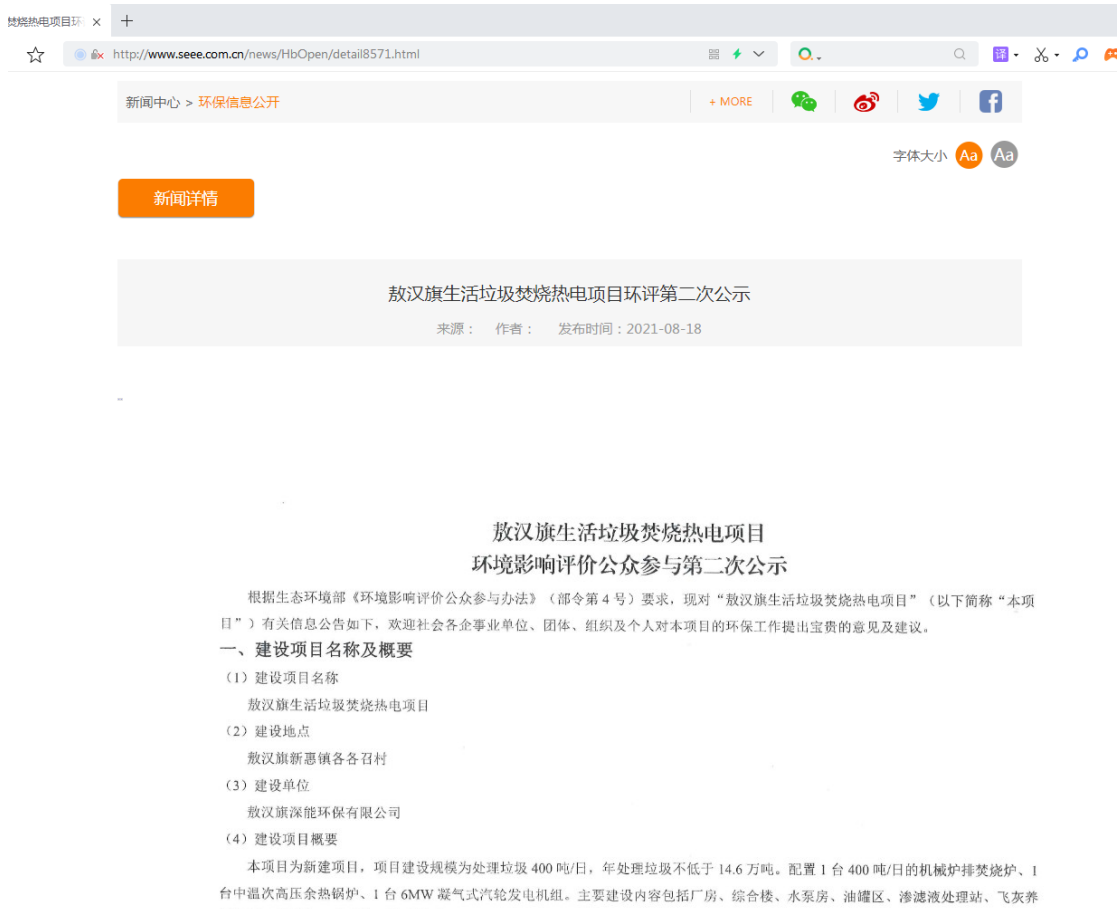 焚烧热电项目环
http://www.seee.com.cn/news/HbOpen/detail8571.html
译
新闻中心 > 环保信息公开
+ MORE
字体大小 Aa Aa
新闻详情
敖汉旗生活垃圾焚烧热电项目环评第二次公示
来源： 作者： 发布时间：2021-08-18
敖汉旗生活垃圾焚烧热电项目
环境影响评价公众参与第二次公示
根据生态环境部《环境影响评价公众参与办法》（部令第 4 号）要求，现对“敖汉旗生活垃圾焚烧热电项目”（以下简称“本项
目”）有关信息公告如下，欢迎社会各企事业单位、团体、组织及个人对本项目的环保工作提出宝贵的意见及建议。
一、建设项目名称及概要
（1）建设项目名称
敖汉旗生活垃圾焚烧热电项目
（2）建设地点
敖汉旗新惠镇各各召村
（3）建设单位
敖汉旗深能环保有限公司
（4）建设项目概要
本项目为新建项目，项目建设规模为处理垃圾 400 吨/日，年处理垃圾不低于 14.6 万吨。配置 1 台 400 吨/日的机械炉排焚烧炉、1
台中温次高压余热锅炉、1 台 6MW 凝气式汽轮发电机组。主要建设内容包括厂房、综合楼、水泵房、油罐区、渗滤液处理站、飞灰养